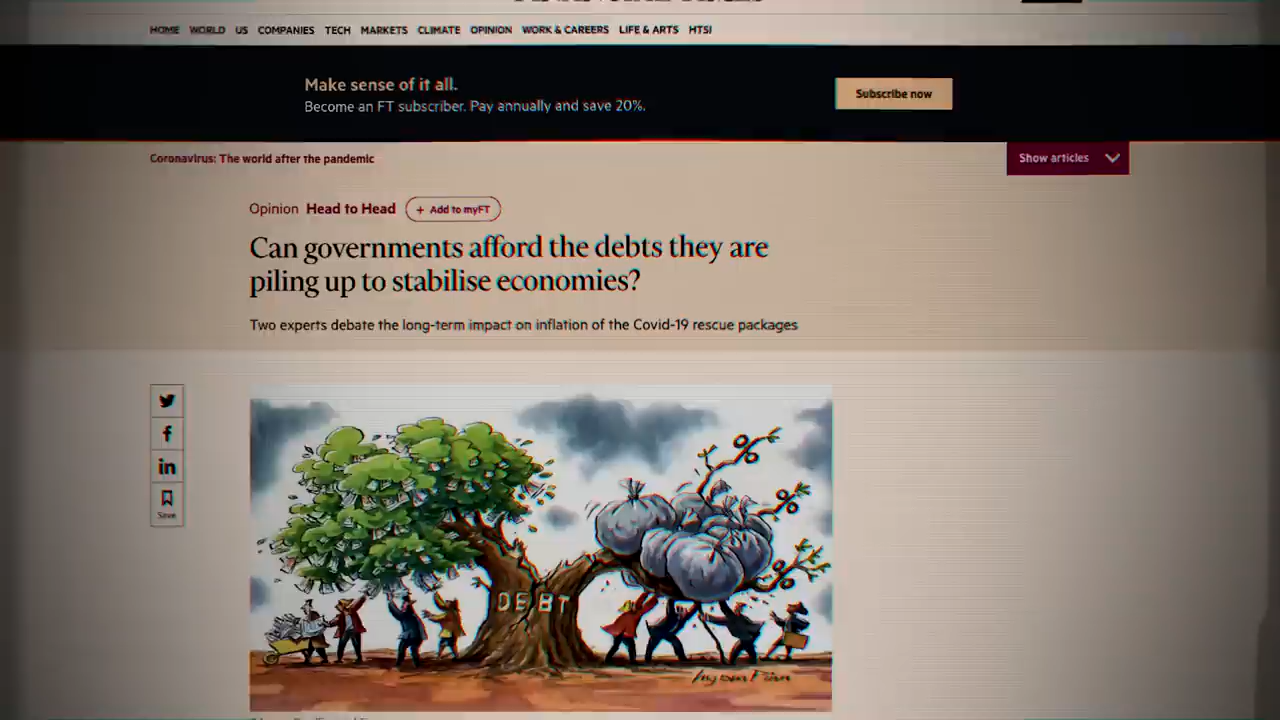 HOME WORLD US COMPANIES TECH MARKETS CLIMATE OPINION WORK & CAREERS LIFE & ARTS HTSI
Make sense of it all.
Become an FT subscriber. Pay annually and save 20%.
Subscribe now
Coronavirus: The world after the pandemic
Show articles
Opinion Head to Head + Add to myFT
Can governments afford the debts they are
piling up to stabilise economies?
Two experts debate the long-term impact on inflation of the Covid-19 rescue packages
f
in
Save
%
%
%
DEBT